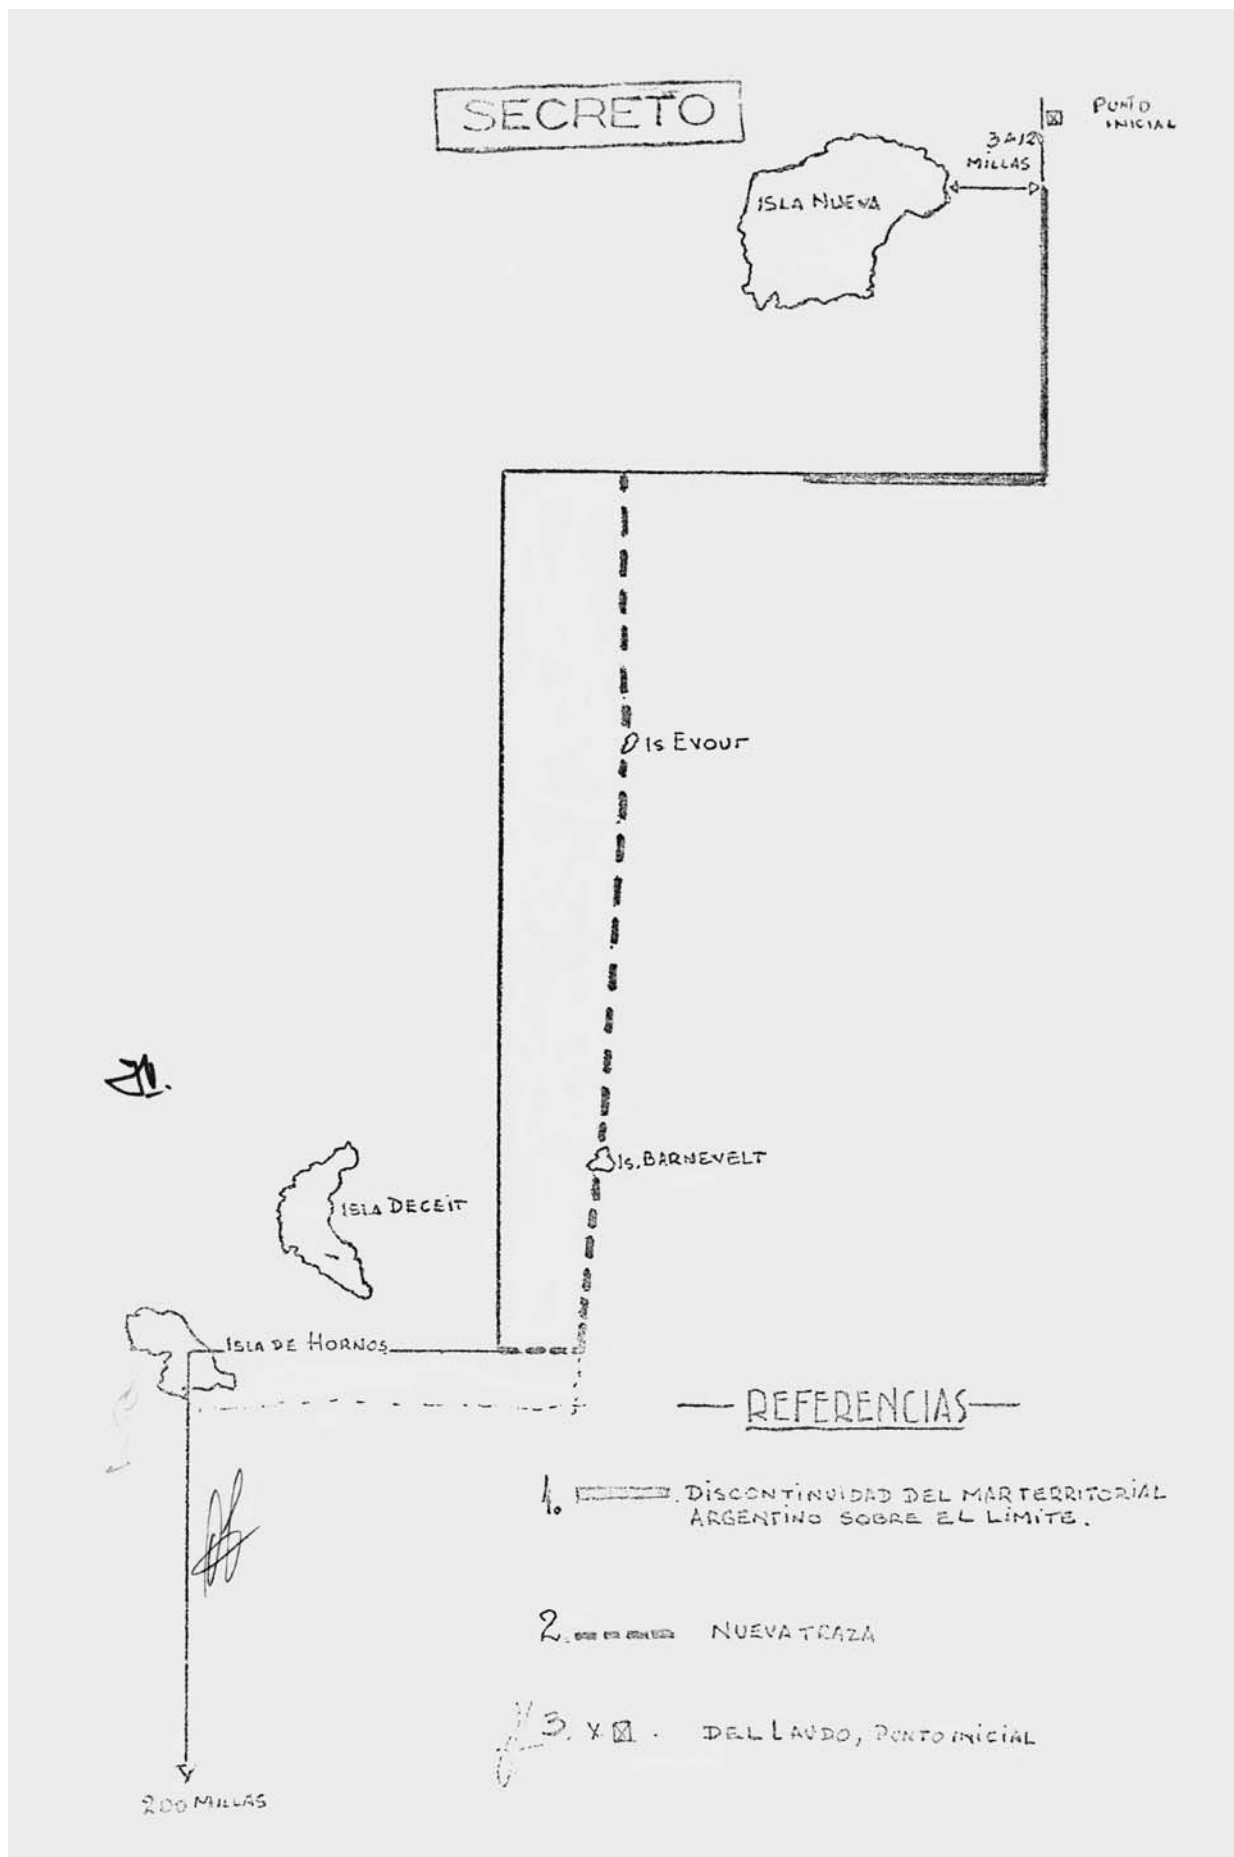 SECRETO
PUNTO
INICIAL
3 A 12
MILLAS
ISLA NUEVA
Is EVOUT
Is. BARNEVELT
ISLA DECEIT
ISLA DE HORNOS
— REFERENCIAS —
1. DISCONTINUIDAD DEL MAR TERRITORIAL
ARGENTINO SOBRE EL LÍMITE.
2. NUEVA TRAZA
3. X ☒ . DEL LAUDO, PUNTO INICIAL
200 MILLAS